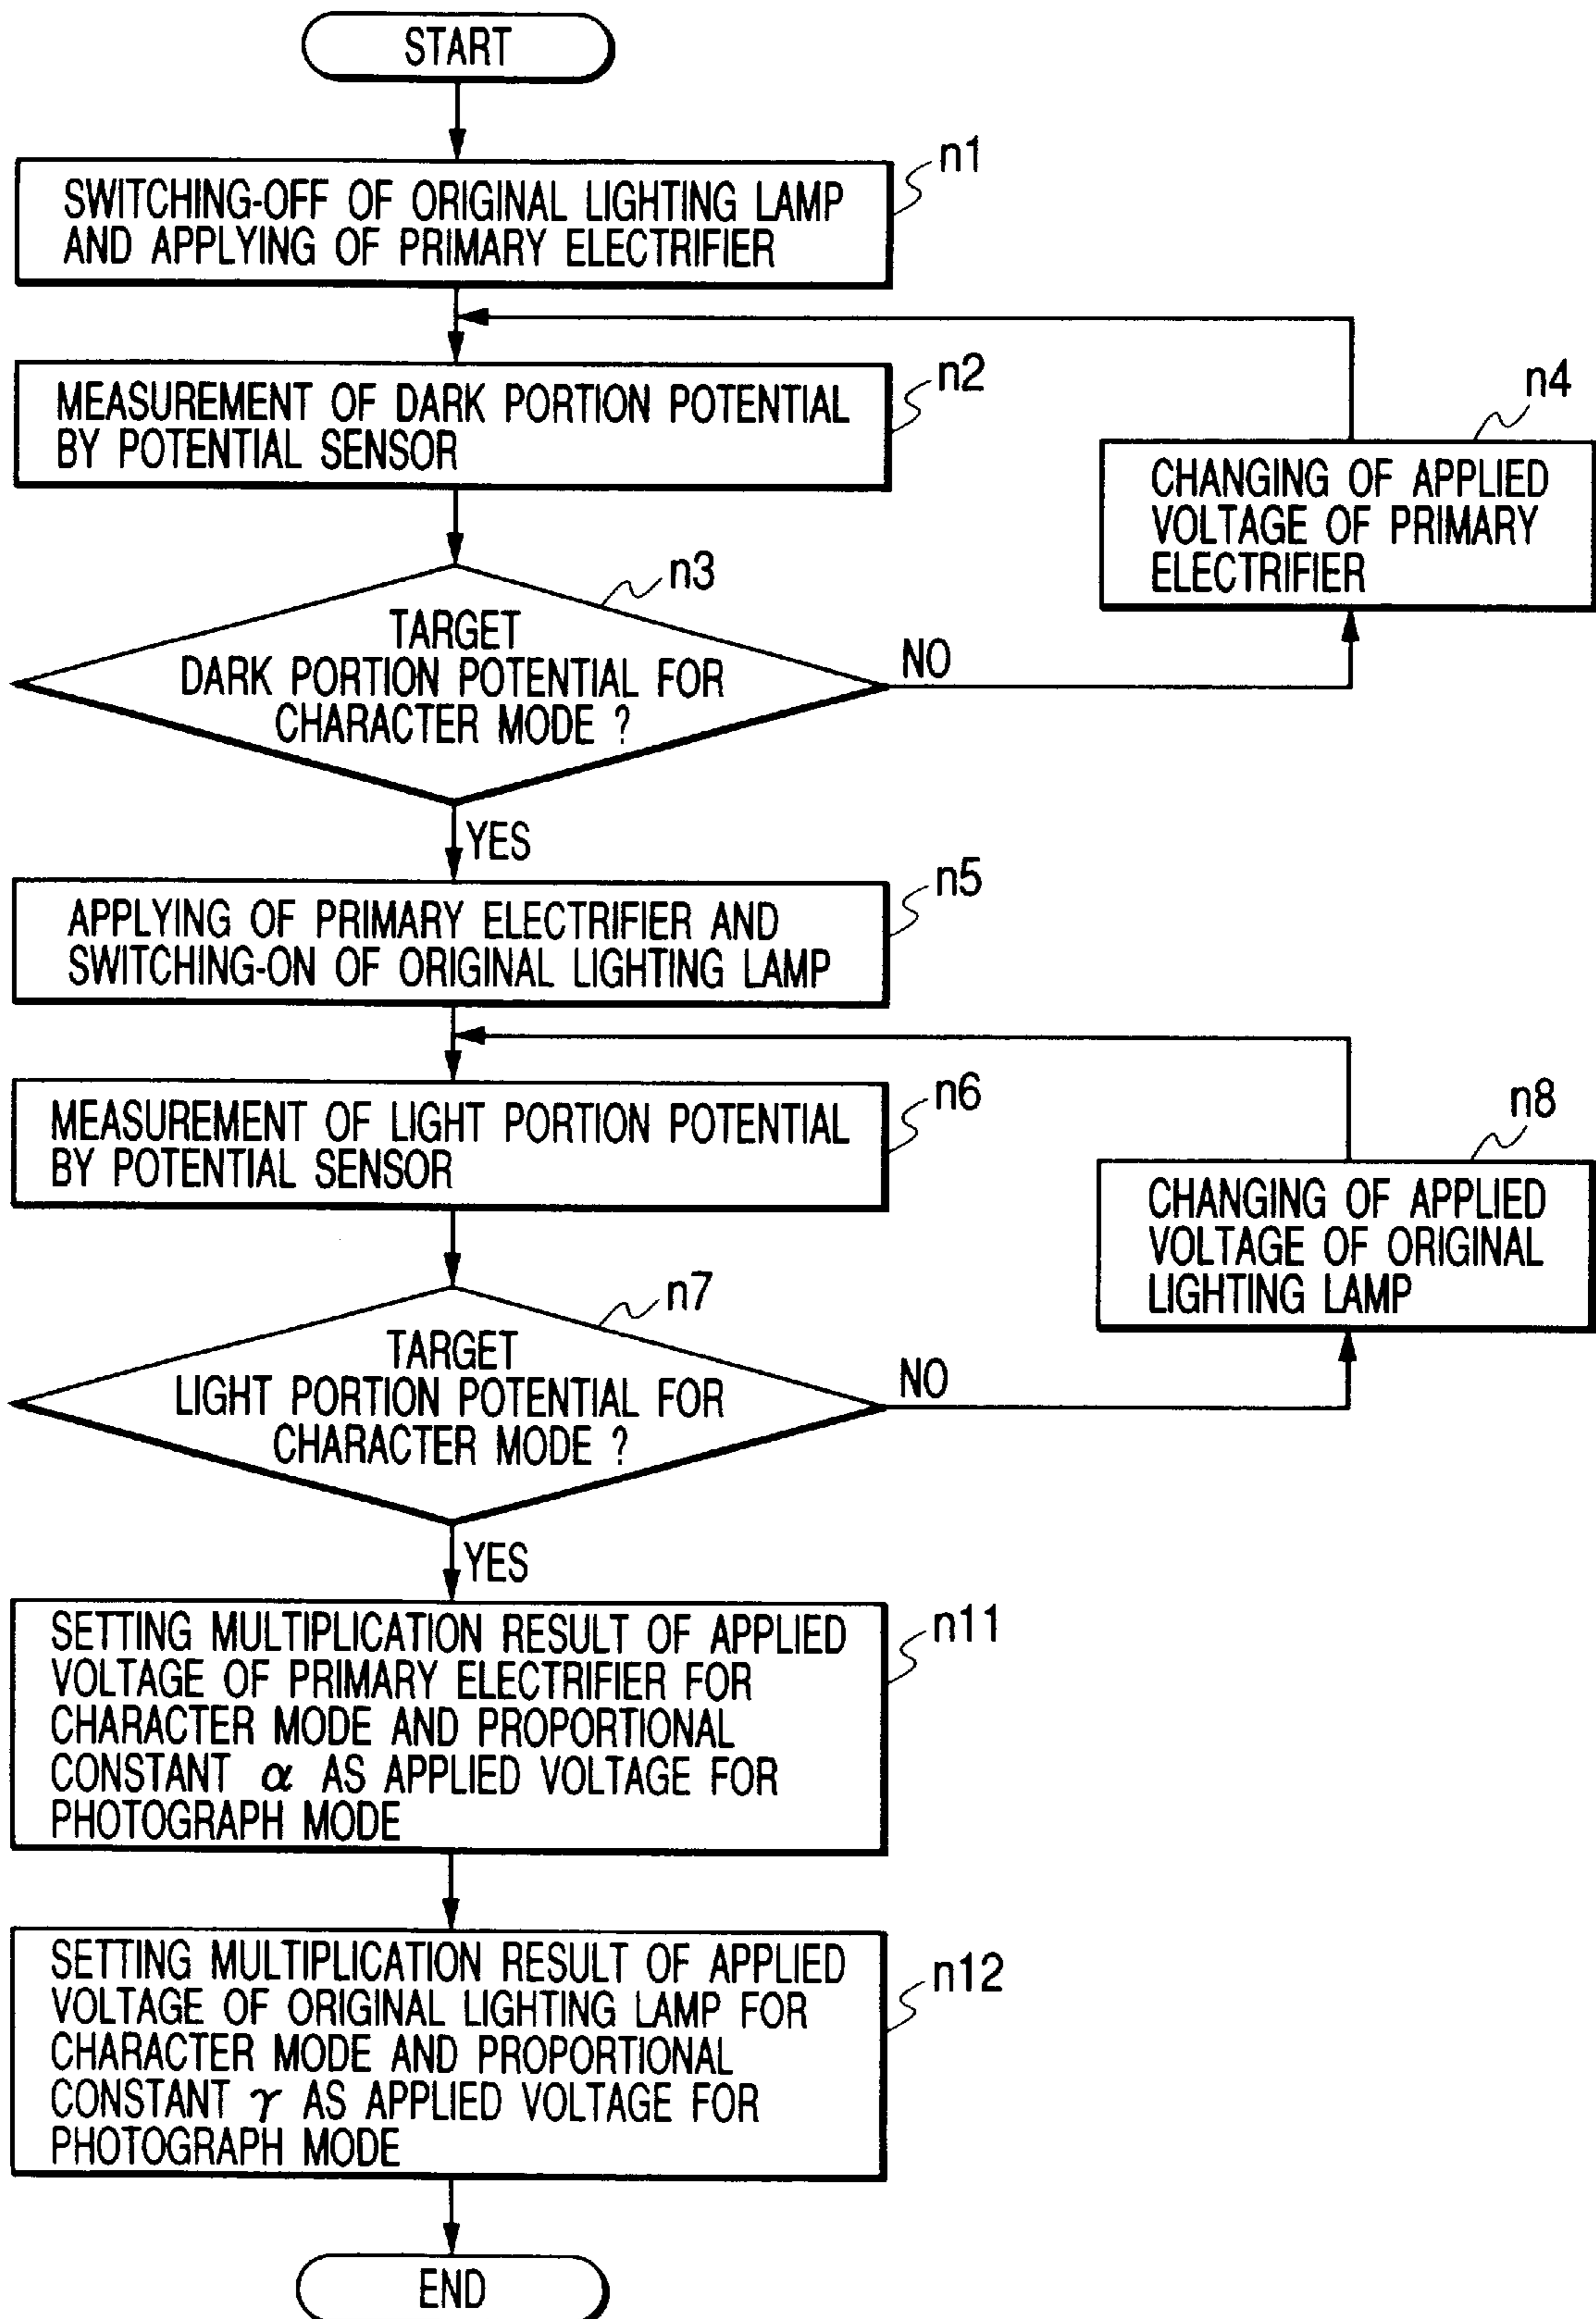 START
n1
SWITCHING-OFF OF ORIGINAL LIGHTING LAMP
AND APPLYING OF PRIMARY ELECTRIFIER
n2
MEASUREMENT OF DARK PORTION POTENTIAL
BY POTENTIAL SENSOR
n4
CHANGING OF APPLIED
VOLTAGE OF PRIMARY
ELECTRIFIER
n3
TARGET
DARK PORTION POTENTIAL FOR
CHARACTER MODE ?
NO
YES
n5
APPLYING OF PRIMARY ELECTRIFIER AND
SWITCHING-ON OF ORIGINAL LIGHTING LAMP
n6
MEASUREMENT OF LIGHT PORTION POTENTIAL
BY POTENTIAL SENSOR
n8
CHANGING OF APPLIED
VOLTAGE OF ORIGINAL
LIGHTING LAMP
n7
TARGET
LIGHT PORTION POTENTIAL FOR
CHARACTER MODE ?
NO
YES
n11
SETTING MULTIPLICATION RESULT OF APPLIED
VOLTAGE OF PRIMARY ELECTRIFIER FOR
CHARACTER MODE AND PROPORTIONAL
CONSTANT α AS APPLIED VOLTAGE FOR
PHOTOGRAPH MODE
n12
SETTING MULTIPLICATION RESULT OF APPLIED
VOLTAGE OF ORIGINAL LIGHTING LAMP FOR
CHARACTER MODE AND PROPORTIONAL
CONSTANT γ AS APPLIED VOLTAGE FOR
PHOTOGRAPH MODE
END